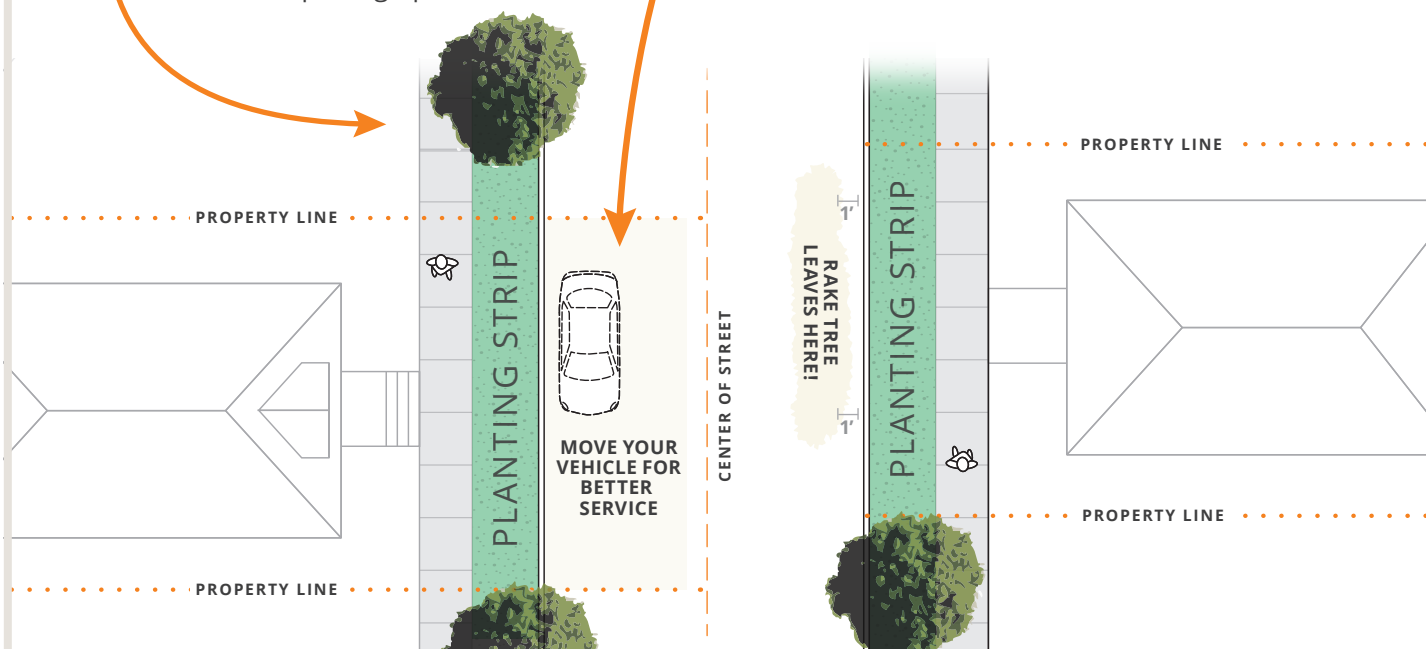 PROPERTY LINE
PROPERTY LINE
PLANTING STRIP
MOVE YOUR
VEHICLE FOR
BETTER
SERVICE
CENTER OF STREET
RAKE TREE
LEAVES HERE!
1’
1’
PLANTING STRIP
PROPERTY LINE
PROPERTY LINE